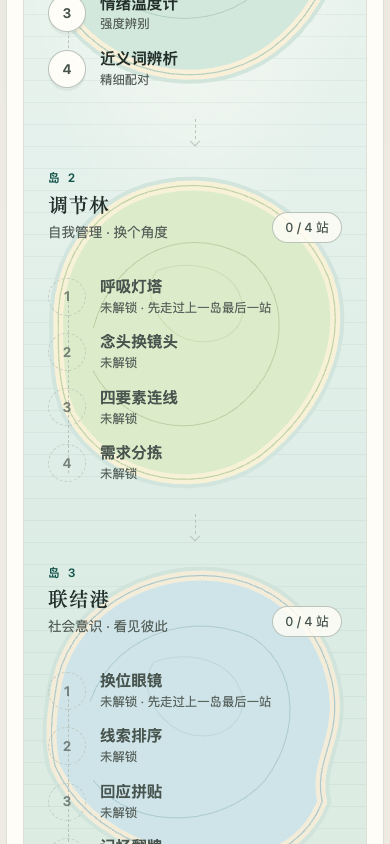 3
情绪温度计
强度辨别
4
近义词辨析
精细配对
岛 2
调节林
自我管理 · 换个角度
0 / 4 站
1
呼吸灯塔
未解锁 · 先走过上一岛最后一站
2
念头换镜头
未解锁
3
四要素连线
未解锁
4
需求分拣
未解锁
岛 3
联结港
社会意识 · 看见彼此
0 / 4 站
1
换位眼镜
未解锁 · 先走过上一岛最后一站
2
线索排序
未解锁
3
回应拼贴
未解锁